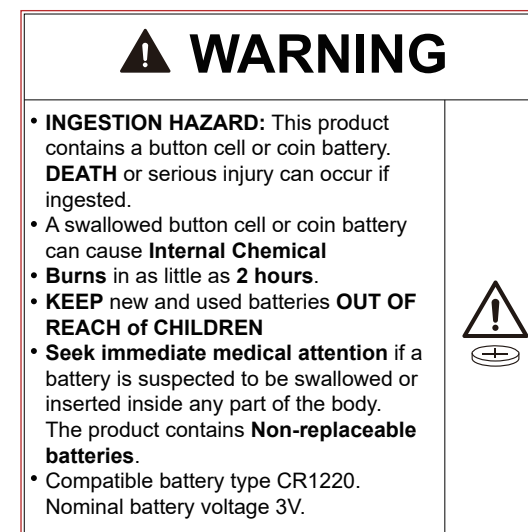 WARNING
• INGESTION HAZARD: This product
contains a button cell or coin battery.
DEATH or serious injury can occur if
ingested.
• A swallowed button cell or coin battery
can cause Internal Chemical
• Burns in as little as 2 hours.
• KEEP new and used batteries OUT OF
REACH of CHILDREN
• Seek immediate medical attention if a
battery is suspected to be swallowed or
inserted inside any part of the body.
The product contains Non-replaceable
batteries.
• Compatible battery type CR1220.
Nominal battery voltage 3V.